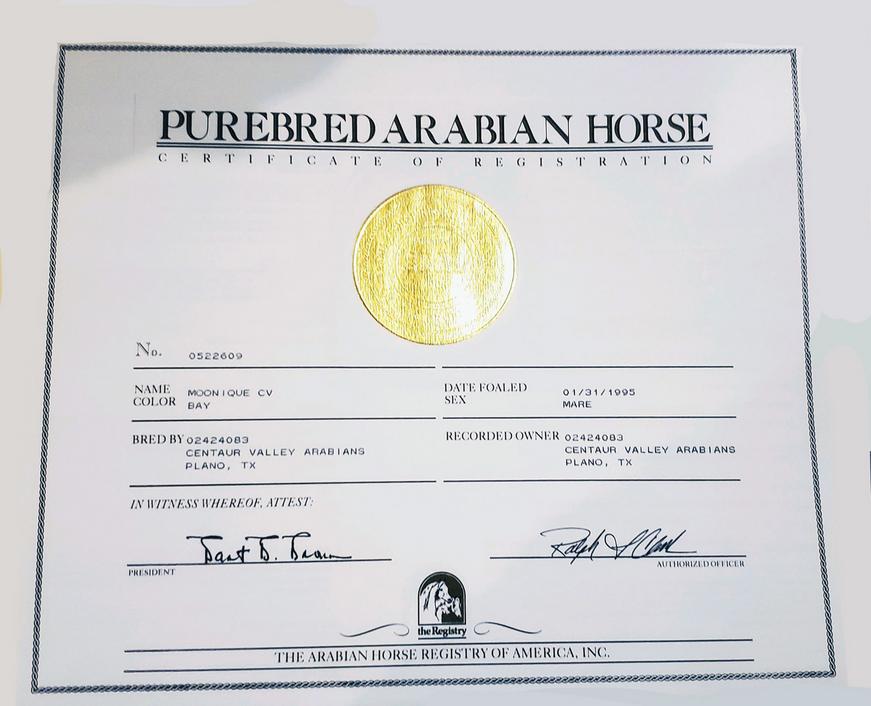 PUREBRED ARABIAN HORSE
CERTIFICATE OF REGISTRATION
No. 0522609
NAME MOONIQUE CV
COLOR BAY
DATE FOALED 01/31/1995
SEX MARE
BRED BY 02424083
CENTAUR VALLEY ARABIANS
PLANO, TX
RECORDED OWNER 02424083
CENTAUR VALLEY ARABIANS
PLANO, TX
IN WITNESS WHEREOF, ATTEST:
PRESIDENT
Ralph
AUTHORIZED OFFICER
the Registry
THE ARABIAN HORSE REGISTRY OF AMERICA, INC.